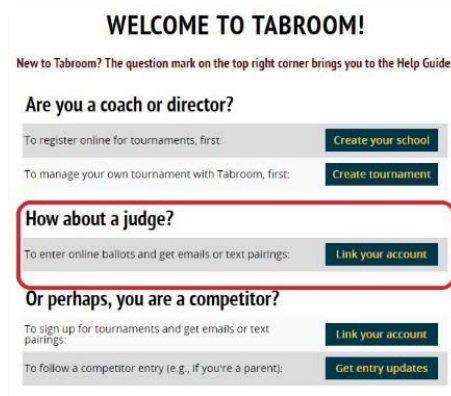 WELCOME TO TABROOM!
New to Tabroom? The question mark on the top right corner brings you to the Help Guide
Are you a coach or director?
To register online for tournaments, first: Create your school
To manage your own tournament with Tabroom, first: Create tournament
How about a judge?
To enter online ballots and get emails or text pairings: Link your account
Or perhaps, you are a competitor?
To sign up for tournaments and get emails or text
pairings: Link your account
To follow a competitor entry (e.g., if you're a parent): Get entry updates